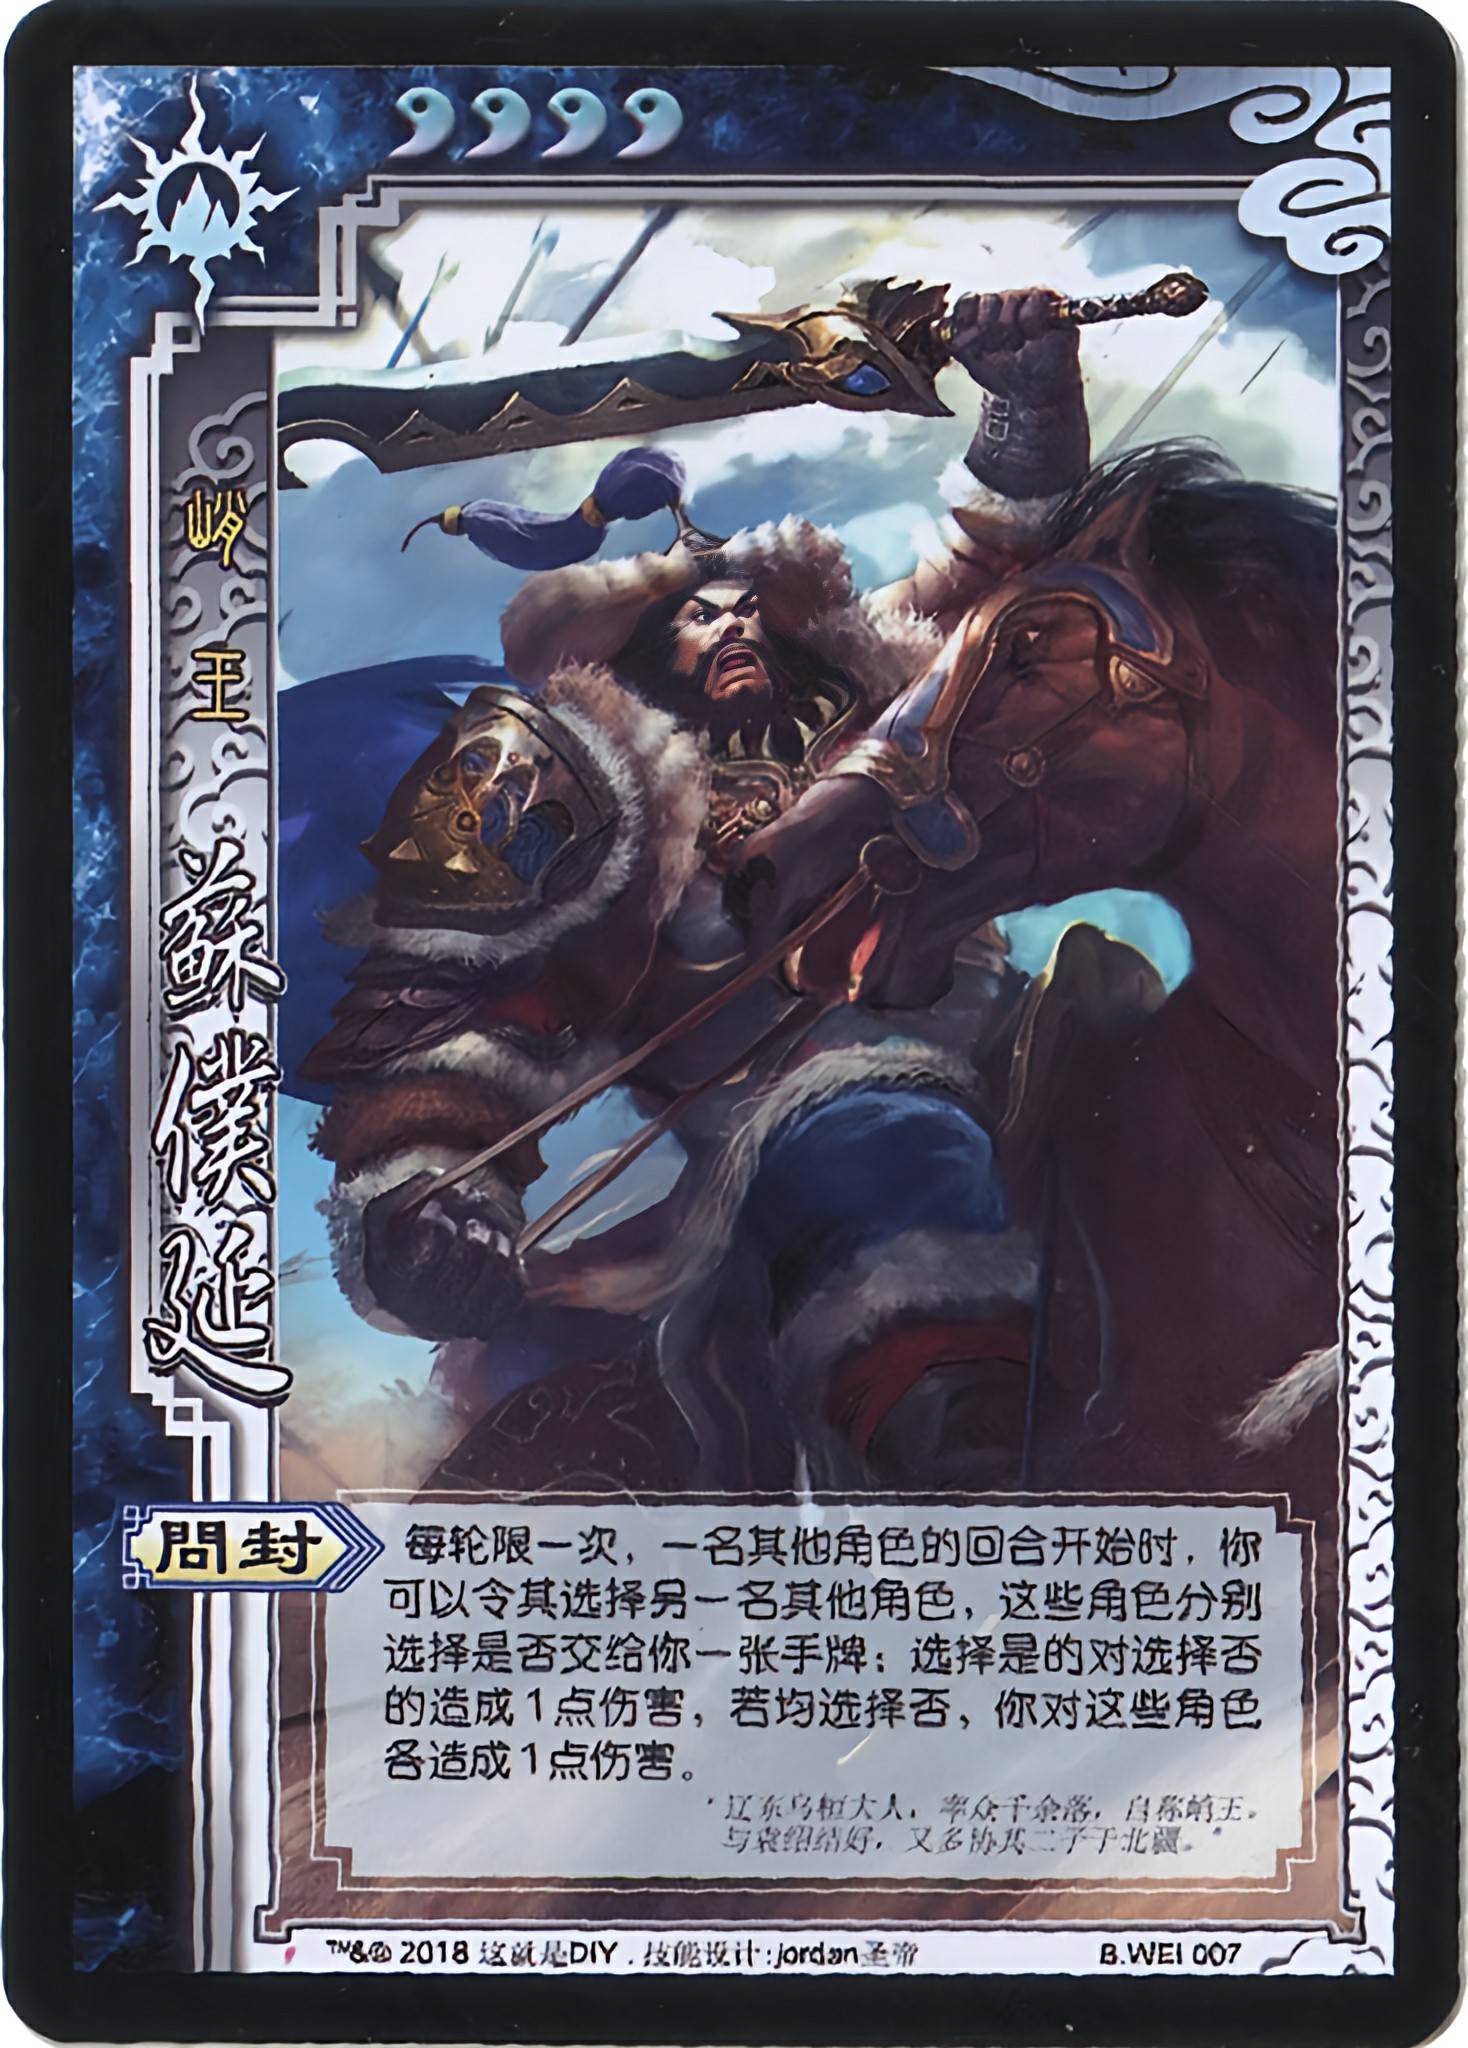 峭王
蘇僕延
問封
每轮限一次，一名其他角色的回合开始时，你
可以令其选择另一名其他角色，这些角色分别
选择是否交给你一张手牌：选择是的对选择否
的造成1点伤害，若均选择否，你对这些角色
各造成1点伤害。
辽东乌桓大人，率众千余落，自称峭王。
与袁绍结好，又多协其二子于北疆。
™&© 2018 这就是DIY . 技能设计:jordan圣帝
B.WEI 007